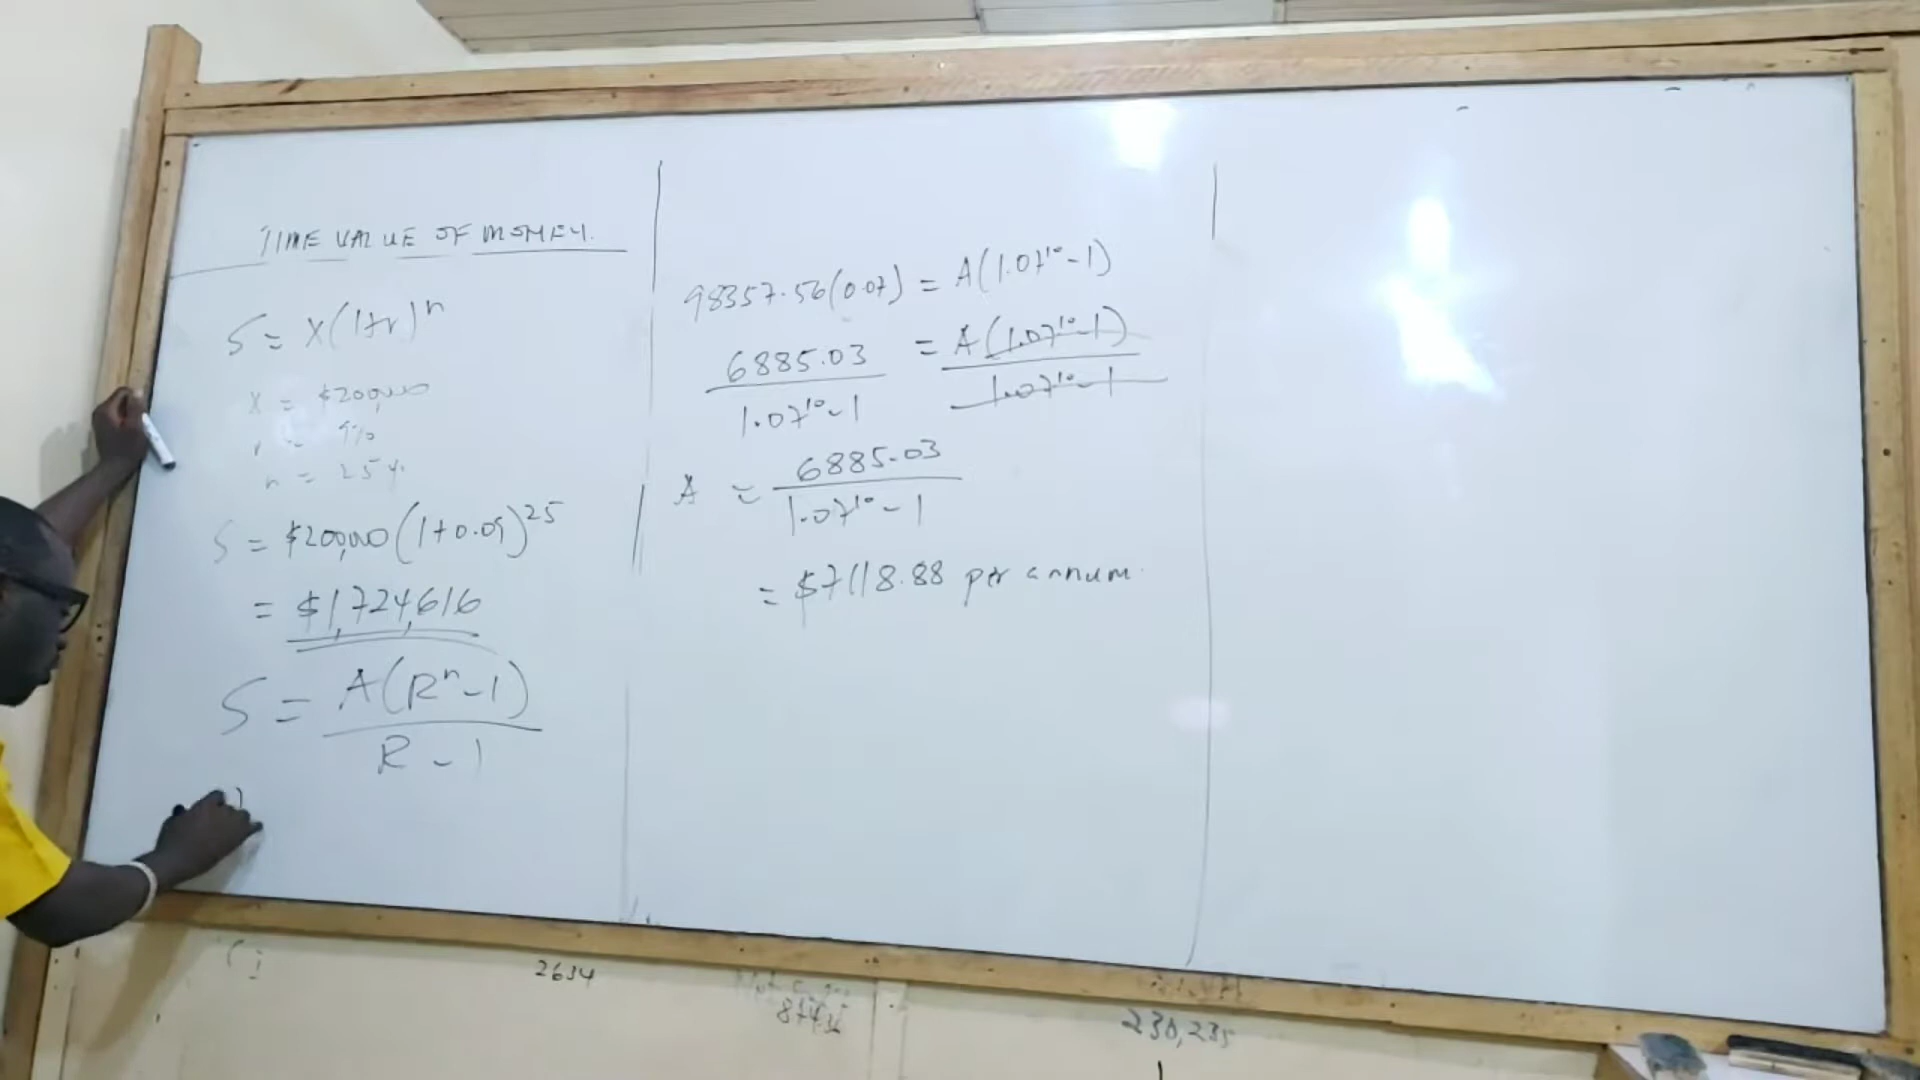 TIME VALUE OF MONEY.
S = X(1+r)^n
X = $200,000
r = 9%
n = 25y.
S = $200,000(1+0.09)^25
= $1,724,616
S = A(R^n - 1) / R - 1
98357.56(0.07) = A(1.07^10 - 1)
6885.03 / 1.07^10 - 1 = A(1.07^10 - 1) / 1.07^10 - 1
A = 6885.03 / 1.07^10 - 1
= $7118.88 per annum.
2634
230,235